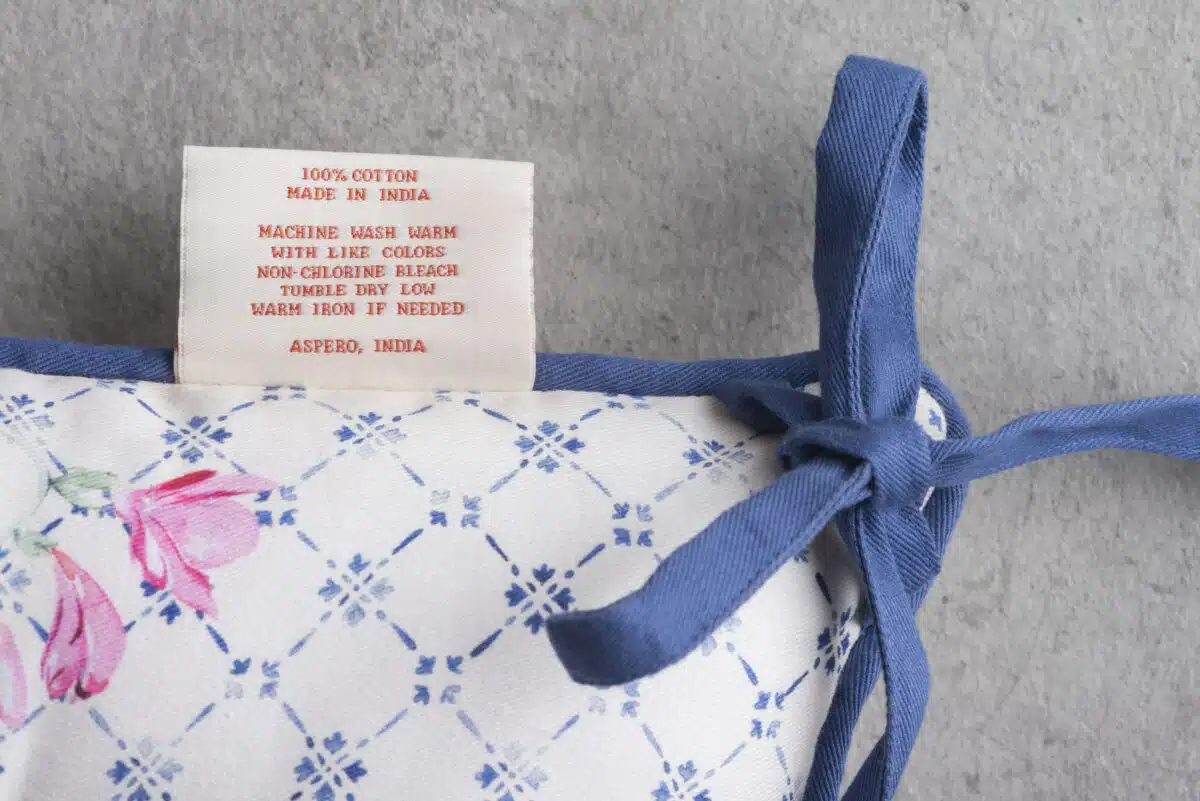 100% COTTON
MADE IN INDIA
MACHINE WASH WARM
WITH LIKE COLORS
NON-CHLORINE BLEACH
TUMBLE DRY LOW
WARM IRON IF NEEDED
ASPERO, INDIA